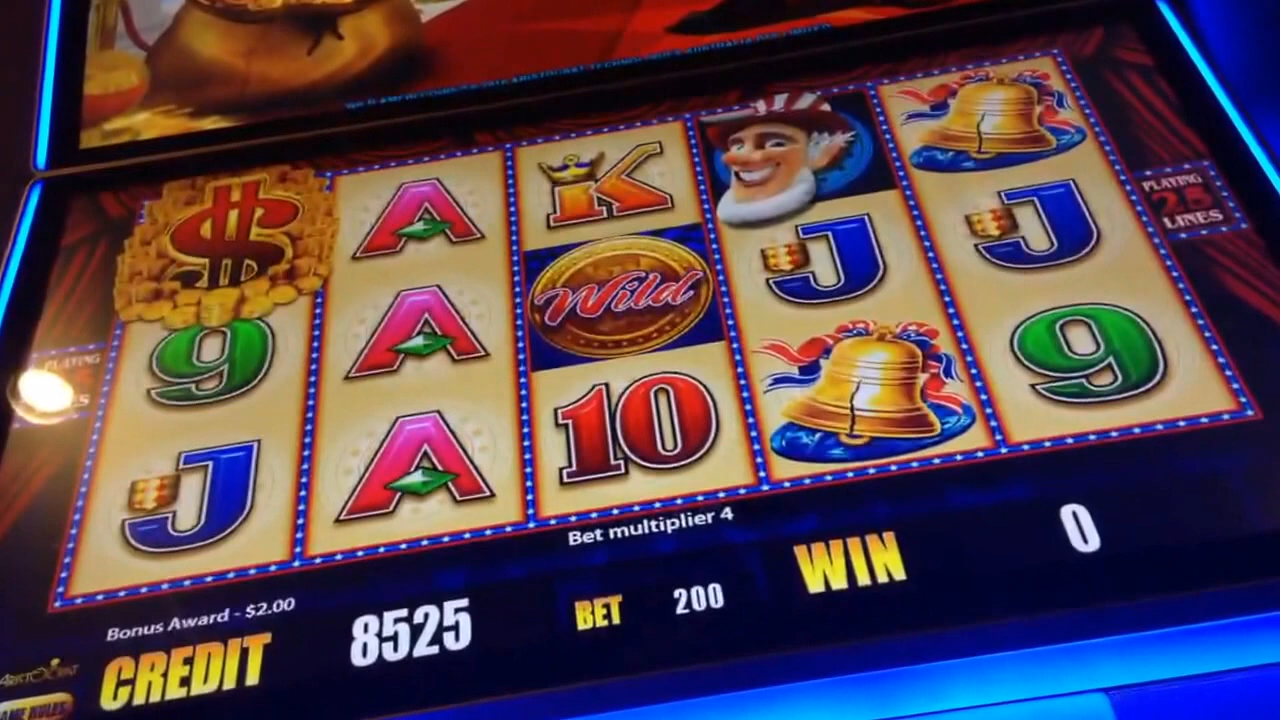 $ A K
PLAYING
25
LINES
A Wild J J
9
PLAYING
A 10 9
J
Bet multiplier 4
Bonus Award - $2.00
CREDIT 8525 BET 200 WIN 0